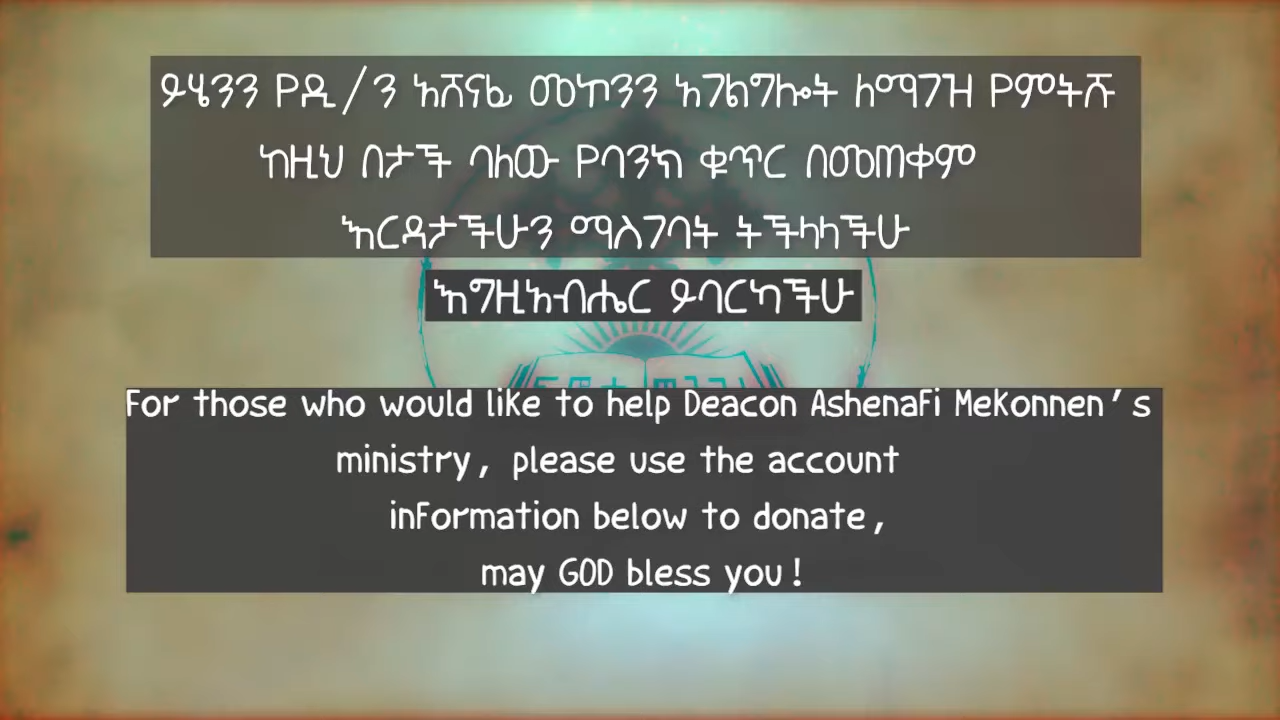 ይሄንን የዲ/ን አሸናፊ መኮንን አገልግሎት ለማገዝ የምትሹ
ከዚህ በታች ባለው የባንክ ቁጥር በመጠቀም
እርዳታችሁን ማስገባት ትችላላችሁ
እግዚአብሔር ይባርካችሁ
For those who would like to help Deacon Ashenafi Mekonnen's
ministry, please use the account
information below to donate,
may GOD bless you!